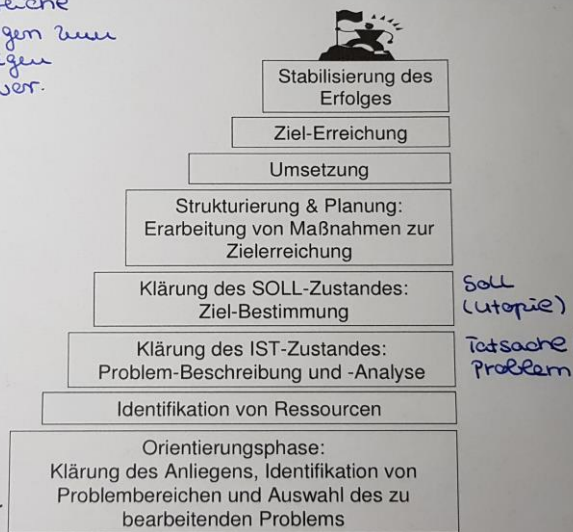 Stabilisierung des
Erfolges
Ziel-Erreichung
Umsetzung
Strukturierung & Planung:
Erarbeitung von Maßnahmen zur
Zielerreichung
Klärung des SOLL-Zustandes:
Ziel-Bestimmung
Soll
(Utopie)
Klärung des IST-Zustandes:
Problem-Beschreibung und -Analyse
Tatsache
Problem
Identifikation von Ressourcen
Orientierungsphase:
Klärung des Anliegens, Identifikation von
Problembereichen und Auswahl des zu
bearbeitenden Problems